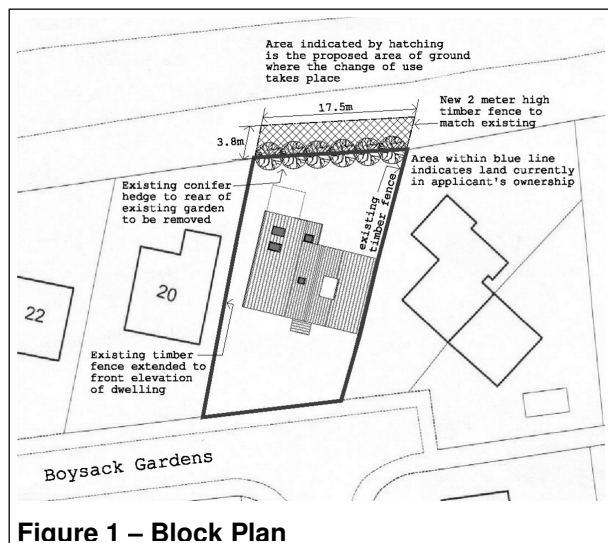 Area indicated by hatching
is the proposed area of ground
where the change of use
takes place
17.5m
New 2 meter high
timber fence to
match existing
3.8m
Area within blue line
indicates land currently
in applicant's ownership
Existing conifer
hedge to rear of
existing garden
to be removed
existing
timber fence
20
22
Existing timber
fence extended to
front elevation
of dwelling
Boysack Gardens
Figure 1 – Block Plan